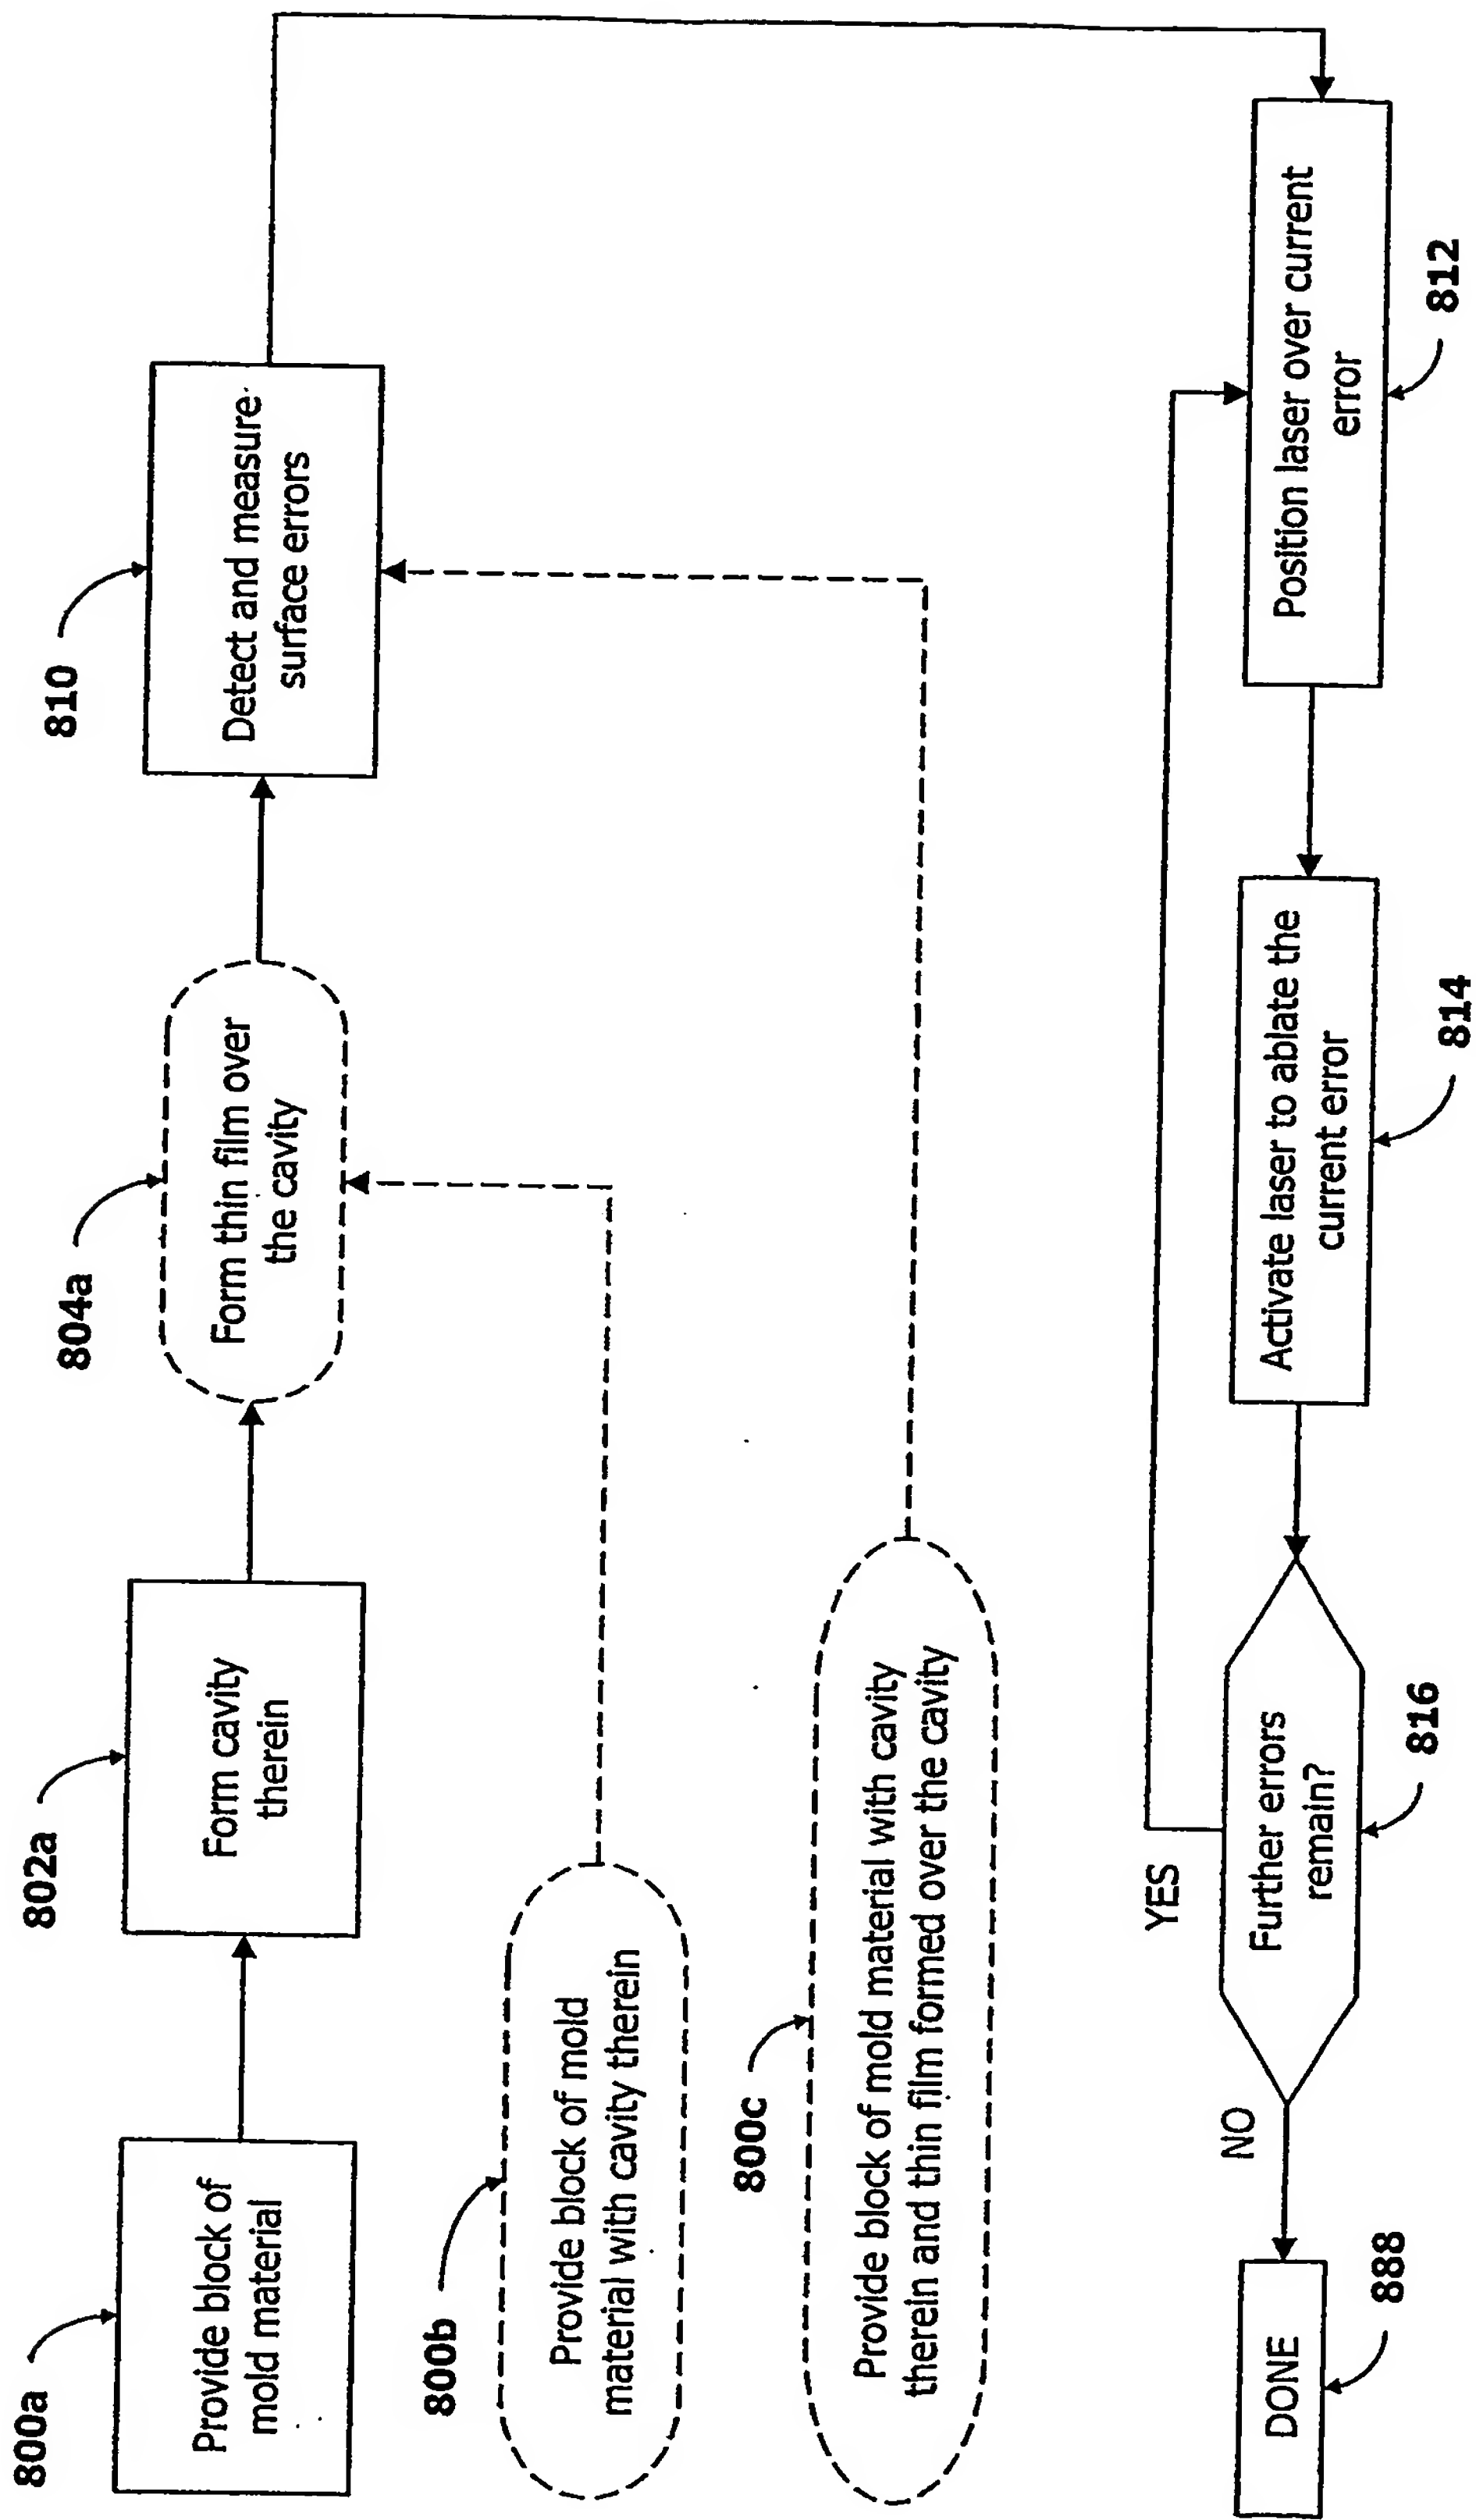 800a
Provide block of
mold material
802a
Form cavity
therein
804a
Form thin film over
the cavity
810
Detect and measure
surface errors
800b
Provide block of mold
material with cavity therein
800c
Provide block of mold material with cavity
therein and thin film formed over the cavity
Position laser over current
error
812
Activate laser to ablate the
current error
814
YES
Further errors
remain?
816
NO
DONE
888